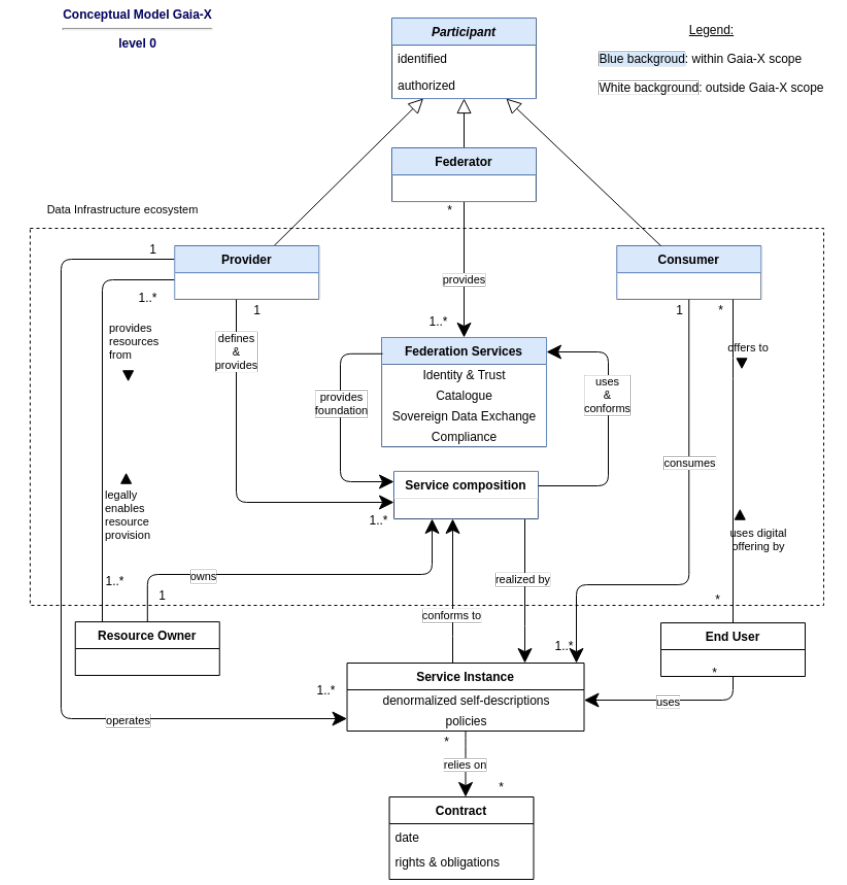 Conceptual Model Gaia-X
level 0
Participant
identified
authorized
Legend:
Blue backgroud: within Gaia-X scope
White background: outside Gaia-X scope
Federator
*
Data Infrastructure ecosystem
1
Provider
Consumer
1..*
1
provides
1..*
1
*
provides
resources
from
defines
&
provides
Federation Services
Identity & Trust
Catalogue
Sovereign Data Exchange
Compliance
offers to
provides
foundation
uses
&
conforms
consumes
Service composition
1..*
legally
enables
resource
provision
uses digital
offering by
1..*
1
owns
realized by
*
conforms to
Resource Owner
End User
1..*
*
Service Instance
denormalized self-descriptions
policies
1..*
operates
uses
*
relies on
*
Contract
date
rights & obligations